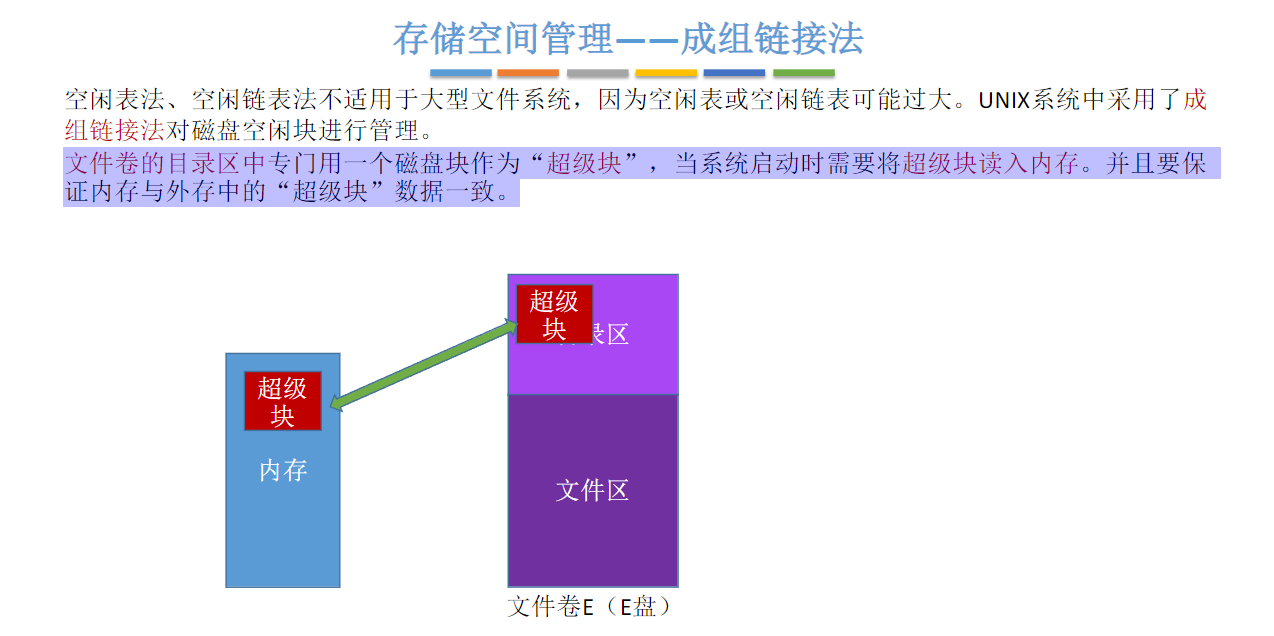 存储空间管理——成组链接法
空闲表法、空闲链表法不适用于大型文件系统，因为空闲表或空闲链表可能过大。UNIX系统中采用了成
组链接法对磁盘空闲块进行管理。
文件卷的目录区中专门用一个磁盘块作为“超级块”，当系统启动时需要将超级块读入内存。并且要保
证内存与外存中的“超级块”数据一致。
超级
块
录区
超级
块
内存
文件区
文件卷E（E盘）